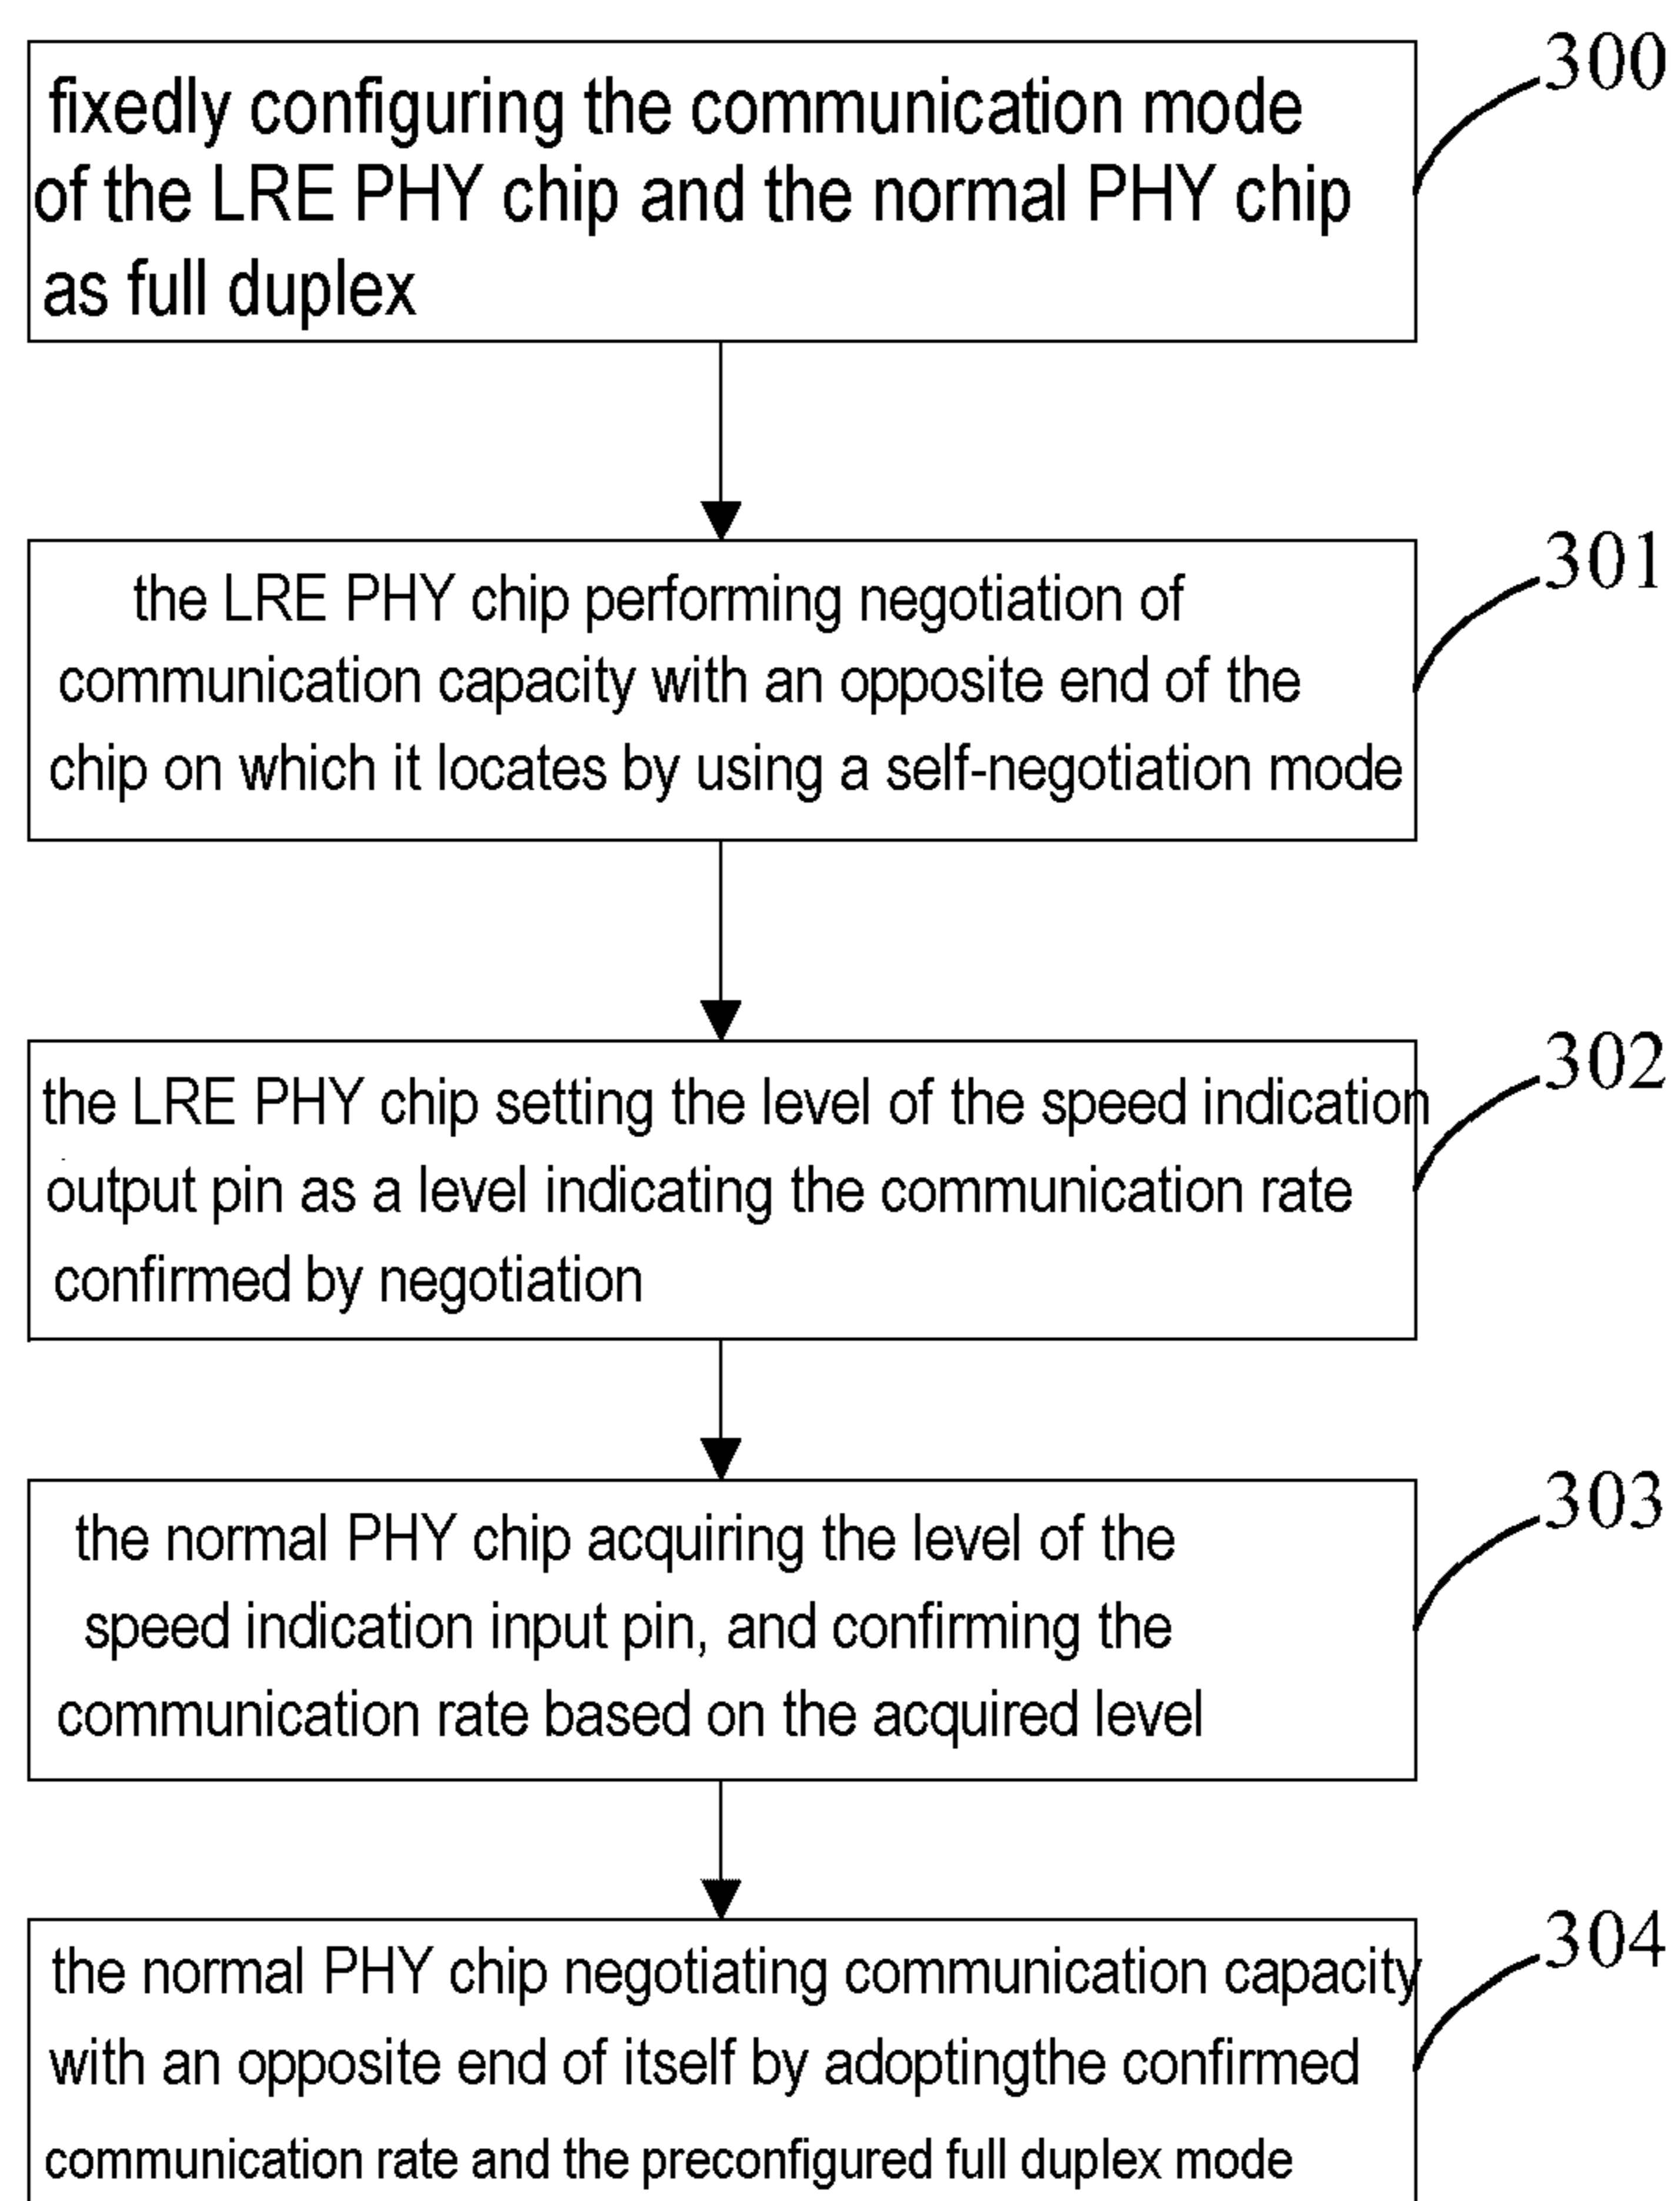 300
fixedly configuring the communication mode
of the LRE PHY chip and the normal PHY chip
as full duplex
301
the LRE PHY chip performing negotiation of
communication capacity with an opposite end of the
chip on which it locates by using a self-negotiation mode
302
the LRE PHY chip setting the level of the speed indication
output pin as a level indicating the communication rate
confirmed by negotiation
303
the normal PHY chip acquiring the level of the
speed indication input pin, and confirming the
communication rate based on the acquired level
304
the normal PHY chip negotiating communication capacity
with an opposite end of itself by adoptingthe confirmed
communication rate and the preconfigured full duplex mode